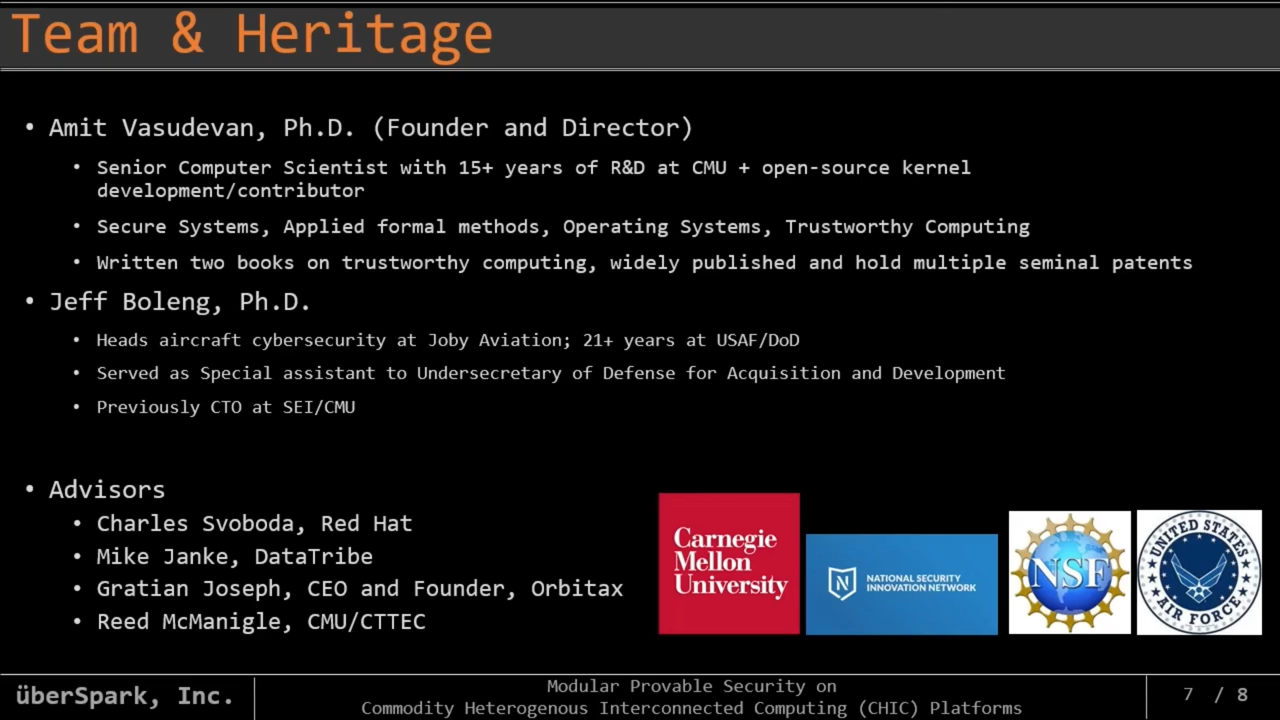 Team & Heritage
• Amit Vasudevan, Ph.D. (Founder and Director)
• Senior Computer Scientist with 15+ years of R&D at CMU + open-source kernel
development/contributor
• Secure Systems, Applied formal methods, Operating Systems, Trustworthy Computing
• Written two books on trustworthy computing, widely published and hold multiple seminal patents
• Jeff Boleng, Ph.D.
• Heads aircraft cybersecurity at Joby Aviation; 21+ years at USAF/DoD
• Served as Special assistant to Undersecretary of Defense for Acquisition and Development
• Previously CTO at SEI/CMU
• Advisors
• Charles Svoboda, Red Hat
• Mike Janke, DataTribe
• Gratian Joseph, CEO and Founder, Orbitax
• Reed McManigle, CMU/CTTEC
Carnegie
Mellon
University
N
NATIONAL SECURITY
INNOVATION NETWORK
NSF
UNITED STATES
AIR FORCE
überSpark, Inc.
Modular Provable Security on
Commodity Heterogenous Interconnected Computing (CHIC) Platforms
7 / 8